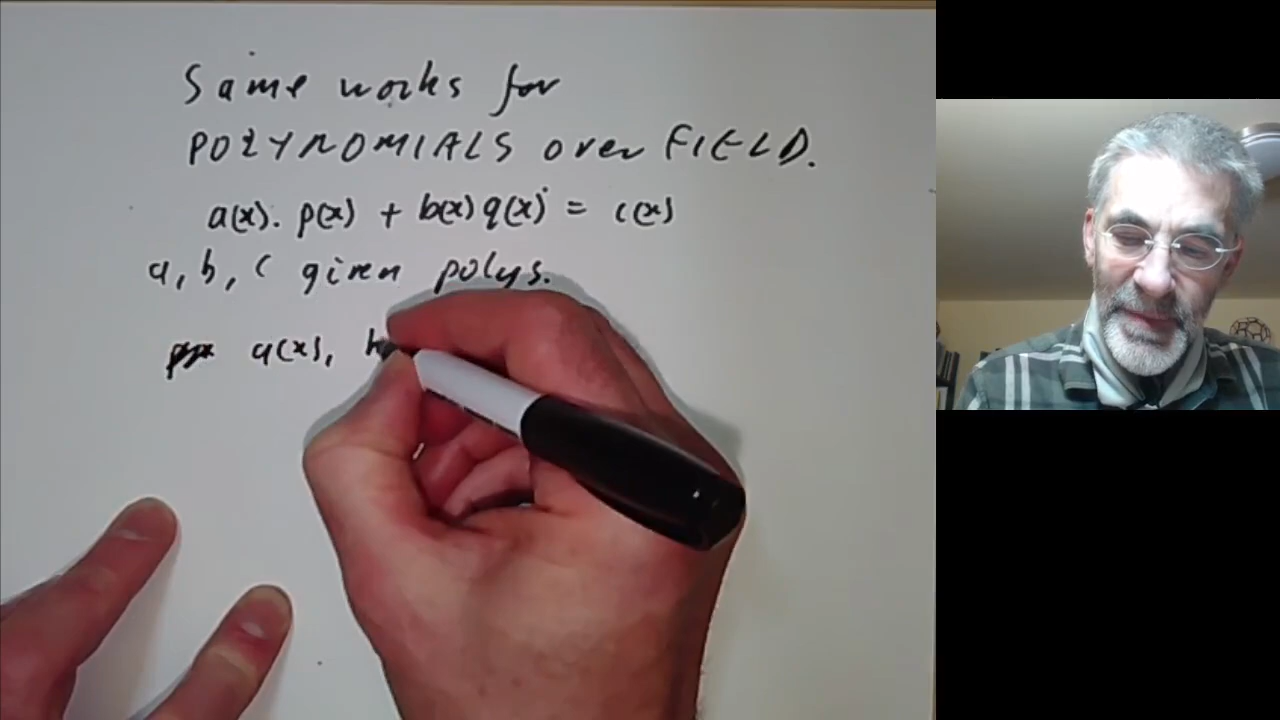 Same works for
POLYNOMIALS over FIELD.
a(x). p(x) + b(x) q(x) = c(x)
a, b, c given polys.
a(x), b